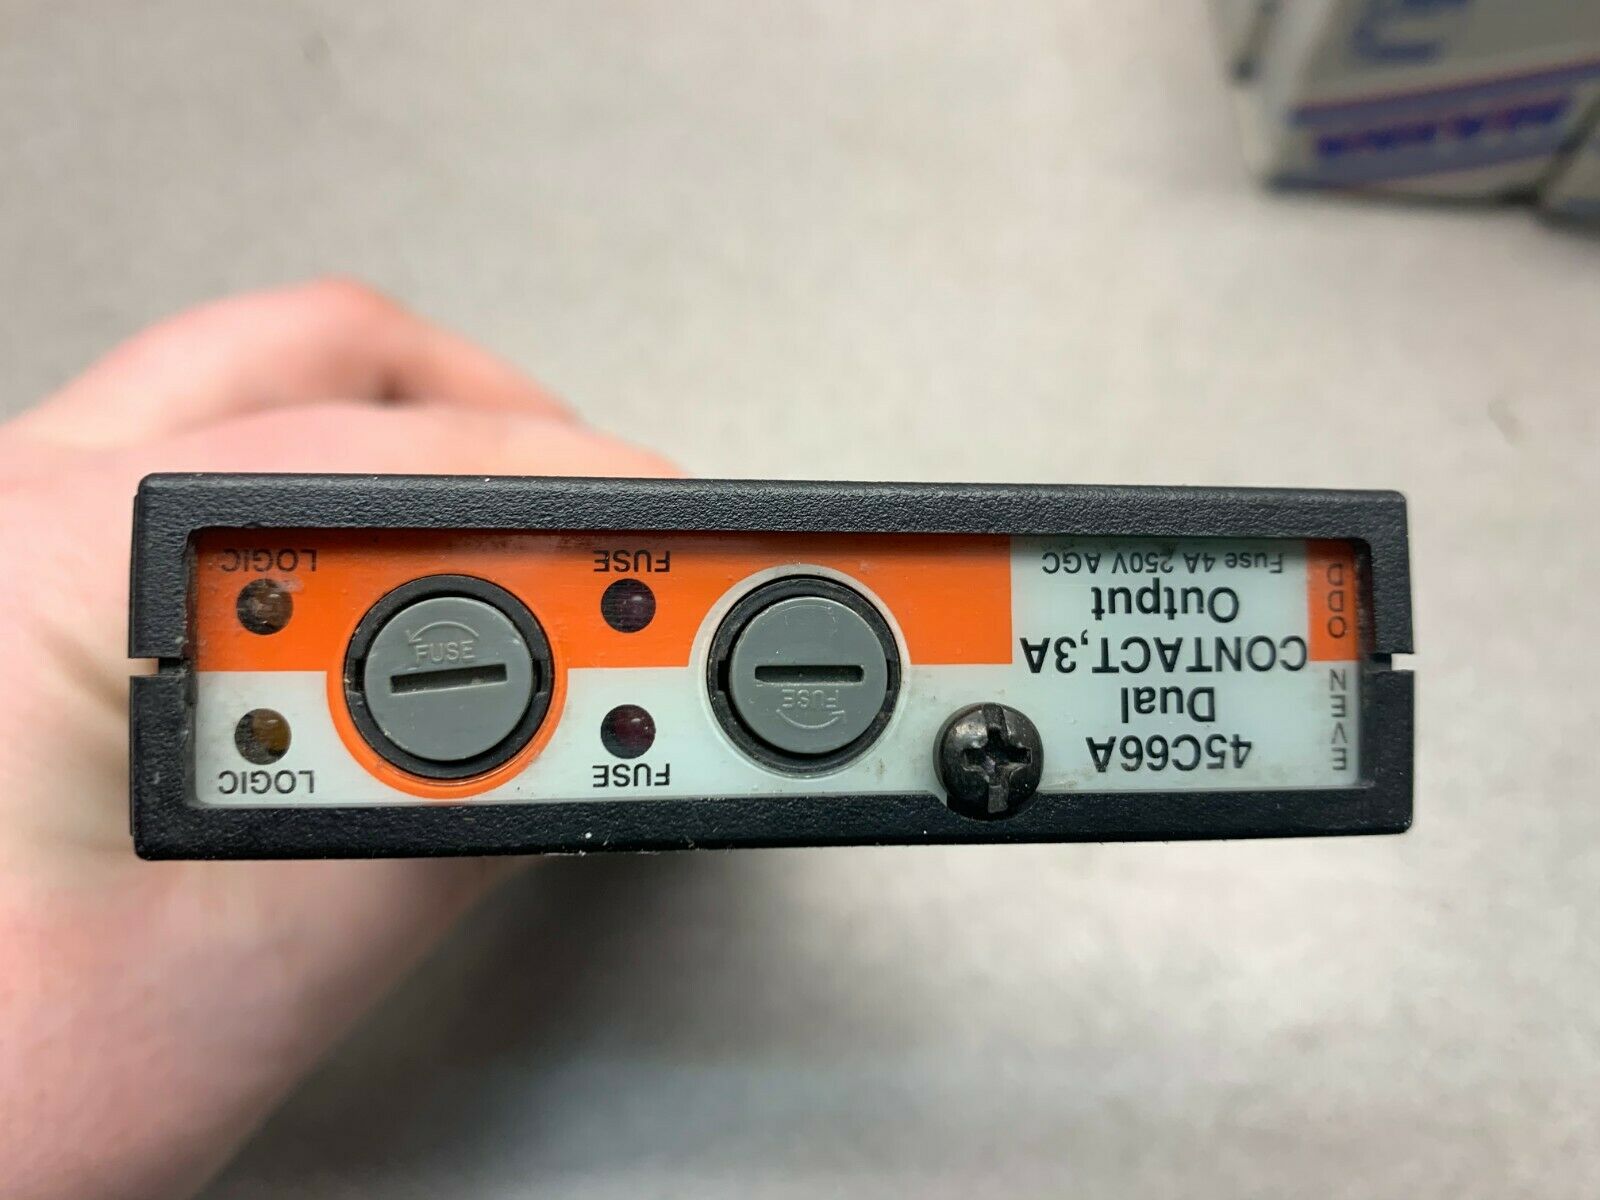 45C66A
Dual
CONTACT,3A
Output
Fuse 4A 250V AGC
EVEN
ODD
FUSE
FUSE
LOGIC
LOGIC
FUSE
FUSE